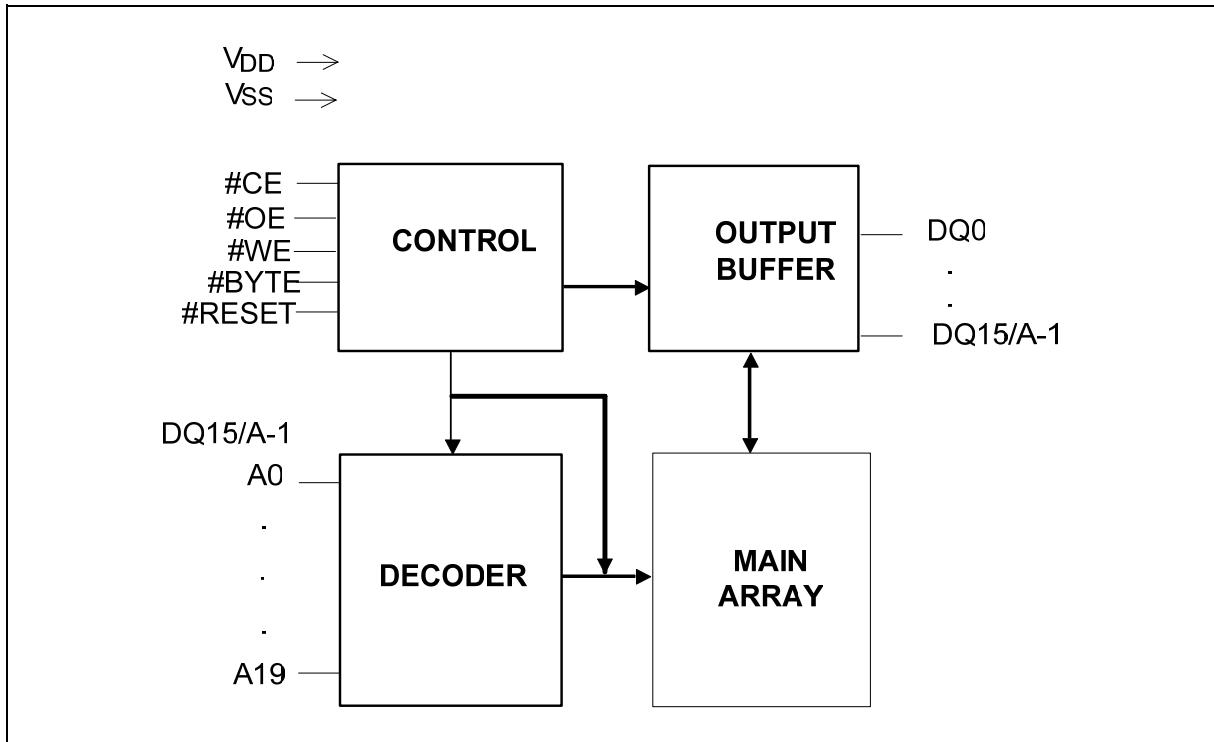 VDD
VSS
#CE
#OE
#WE
#BYTE
#RESET
CONTROL
OUTPUT
BUFFER
DQ0
.
.
DQ15/A-1
DQ15/A-1
A0
.
.
.
A19
DECODER
MAIN
ARRAY